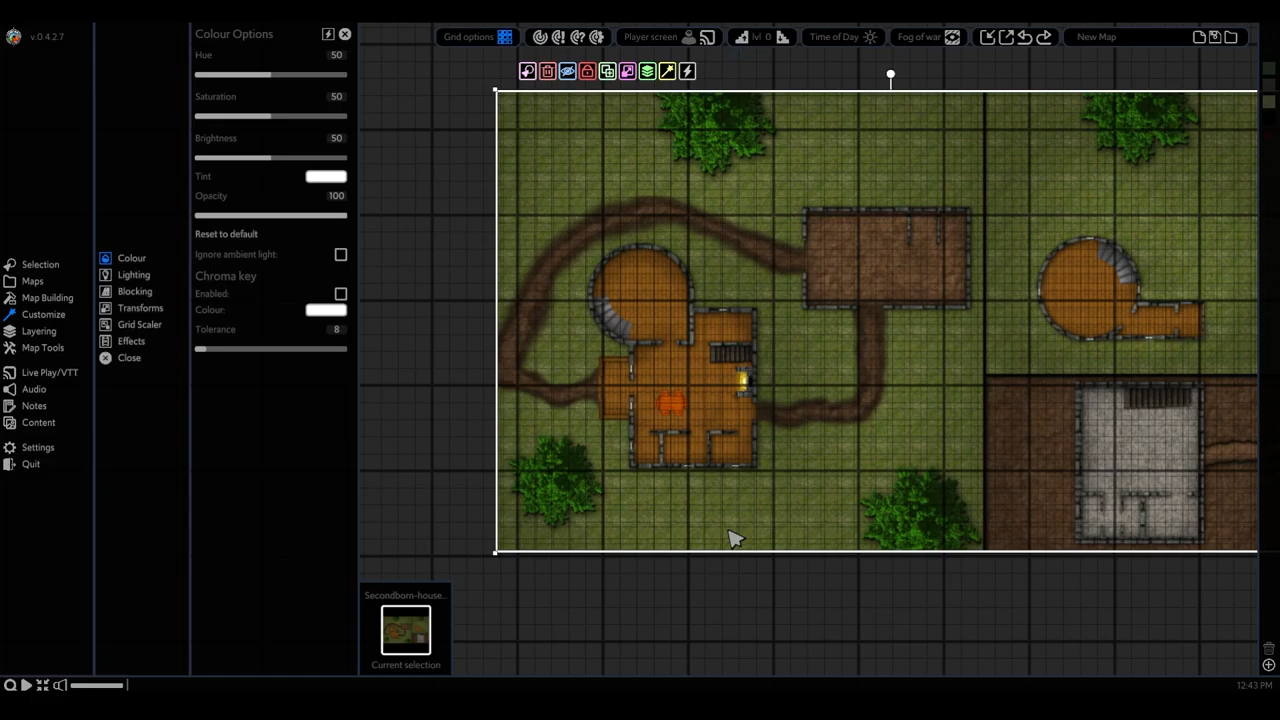 v.0.4.2.7
Selection
Maps
Map Building
Customize
Layering
Map Tools
Live Play/VTT
Audio
Notes
Content
Settings
Quit
Colour
Lighting
Blocking
Transforms
Grid Scaler
Effects
Close
Colour Options
Hue 50
Saturation 50
Brightness 50
Tint
Opacity 100
Reset to default
Ignore ambient light:
Chroma key
Enabled:
Colour:
Tolerance 8
Grid options Player screen lvl 0 Time of Day Fog of war New Map
Secondborn-house...
Current selection
12:43 PM